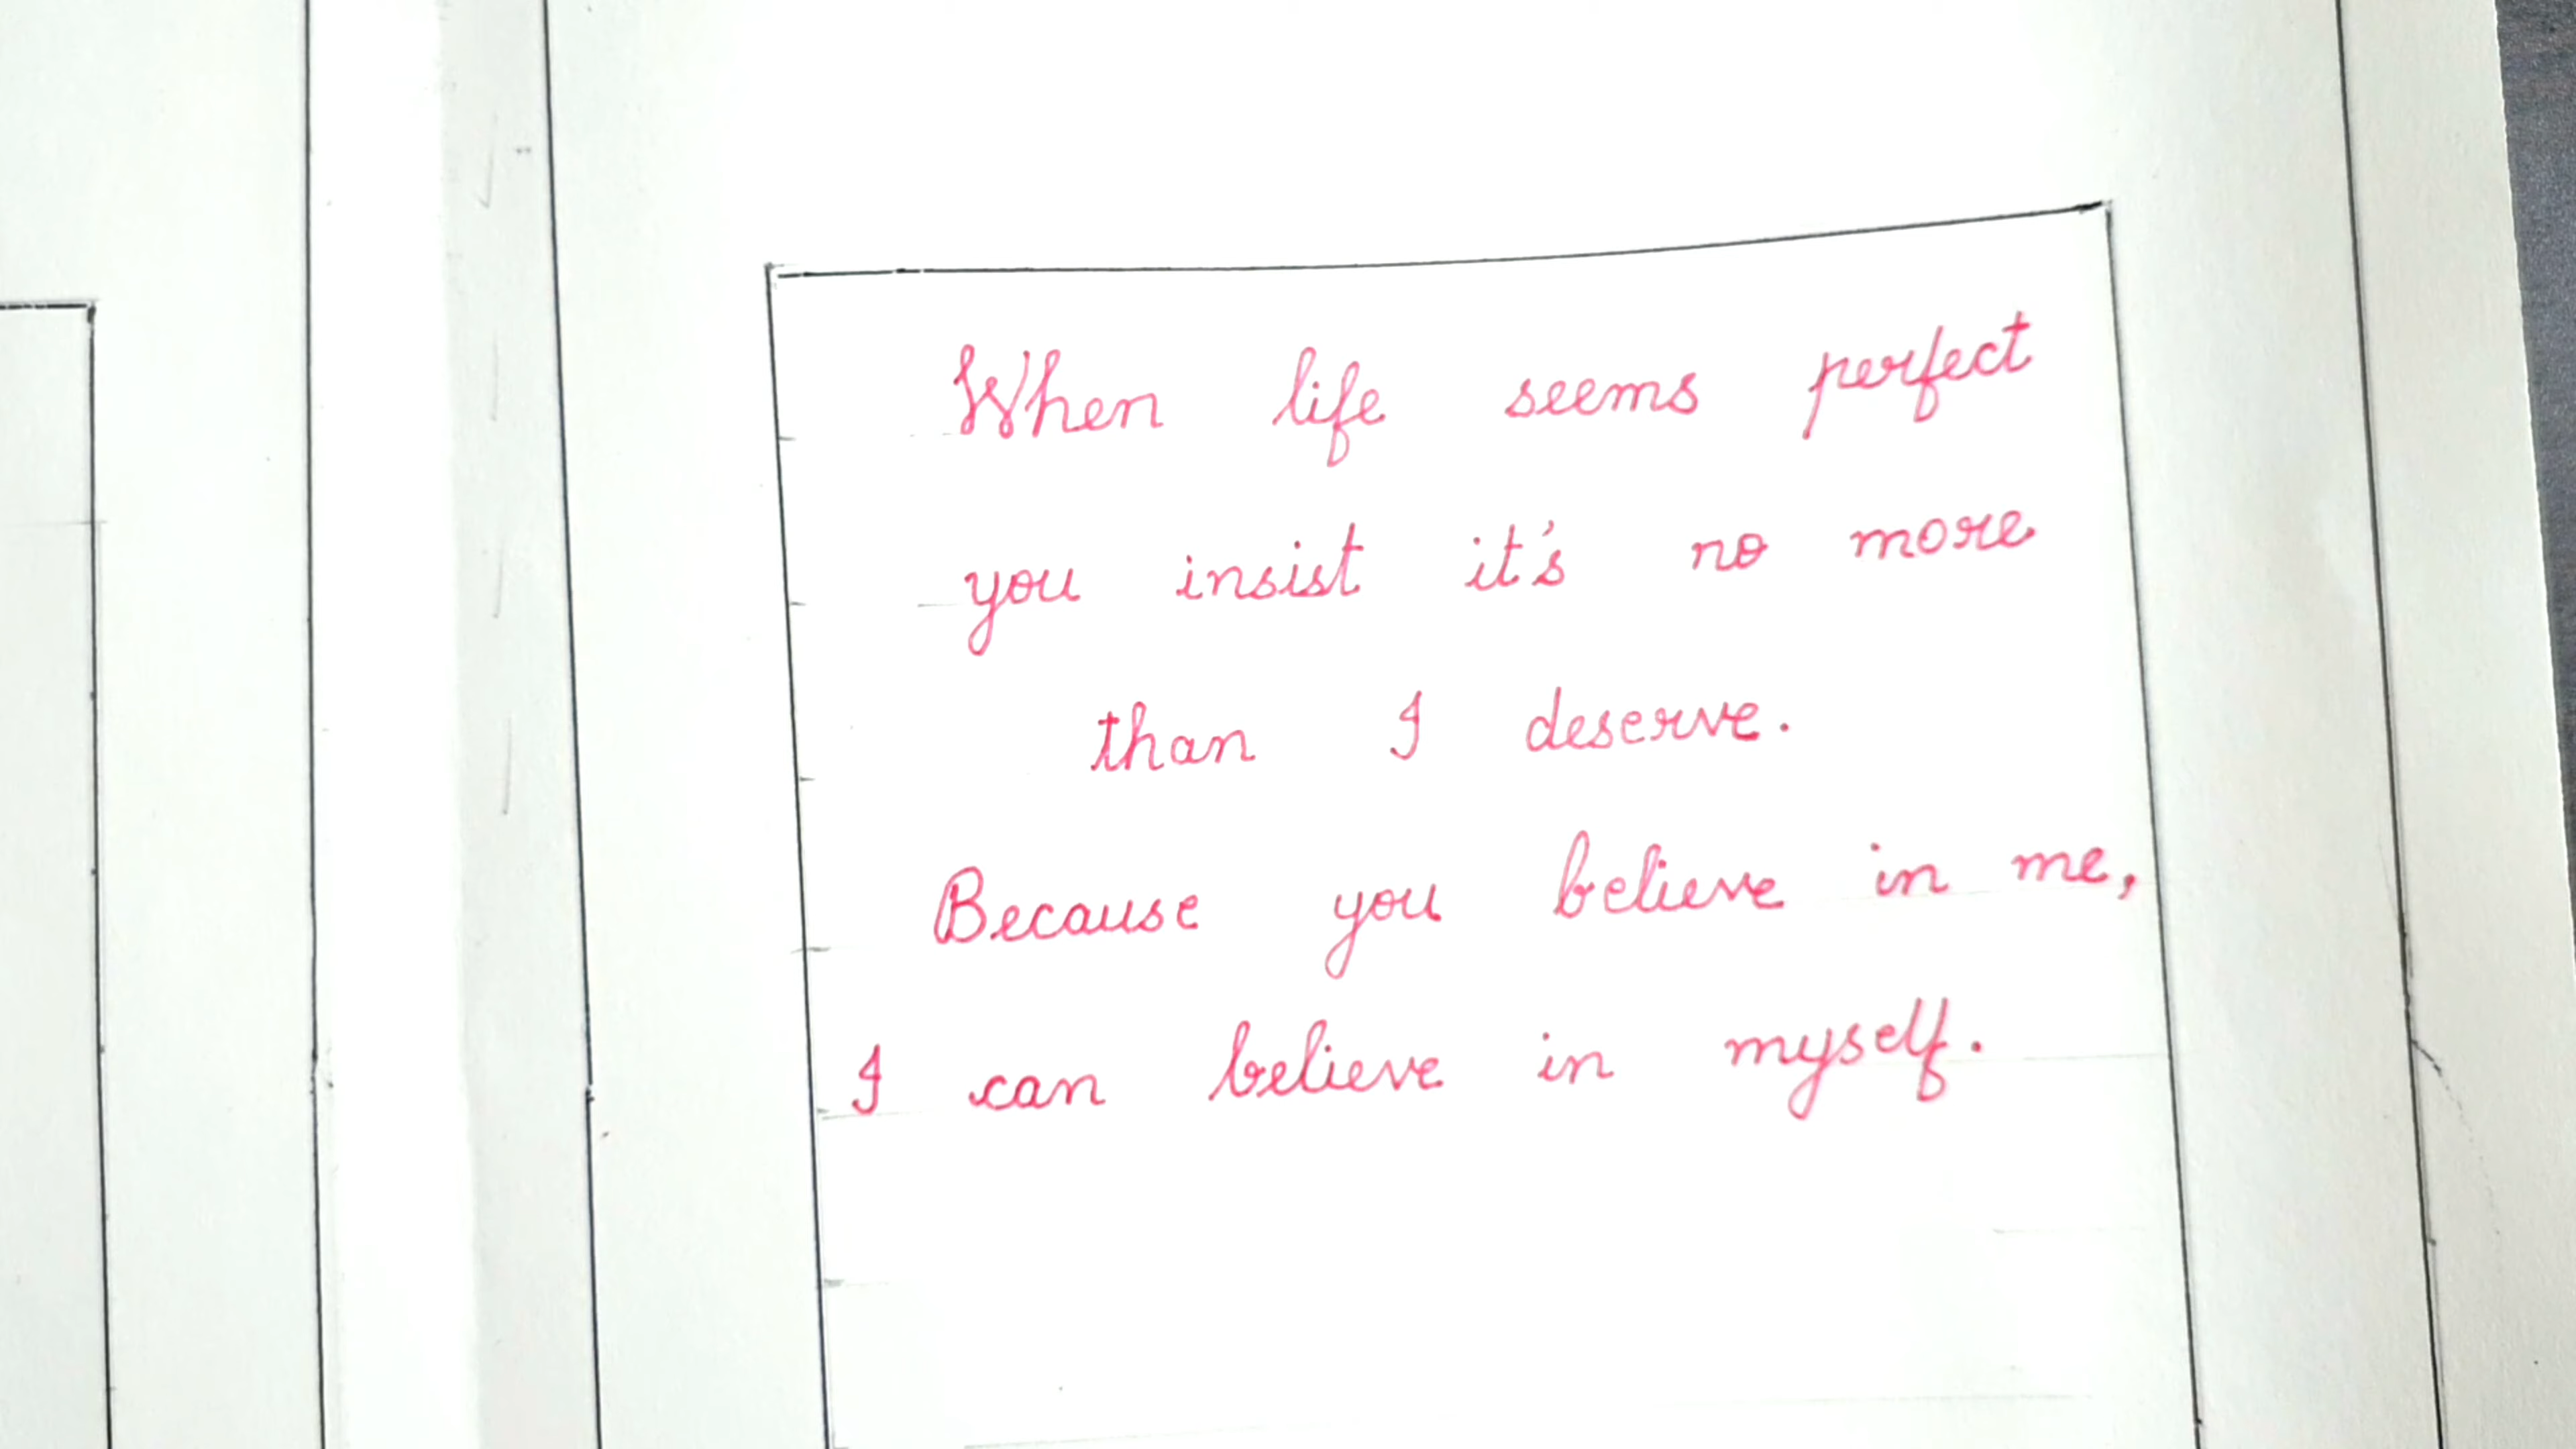 When life seems perfect
you insist it's no more
than I deserve.
Because you believe in me,
I can believe in myself.